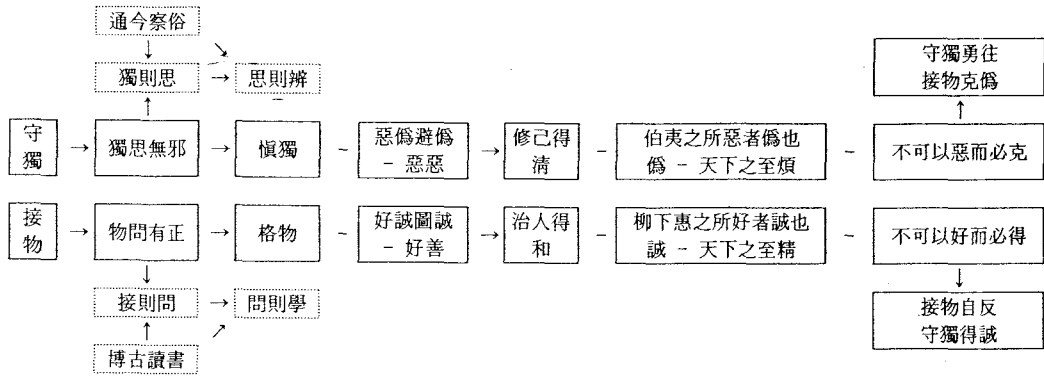 通今察俗
獨則思 → 思則辨
守獨勇往
接物克僞
守獨 → 獨思無邪 → 愼獨 － 惡僞避僞 － 惡惡 → 修己得清 － 伯夷之所惡者僞也 僞 － 天下之至煩 － 不可以惡而必克
接物 → 物問有正 → 格物 － 好誠圖誠 － 好善 → 治人得和 － 柳下惠之所好者誠也 誠 － 天下之至精 － 不可以好而必得
接則問 → 問則學
博古讀書
接物自反
守獨得誠